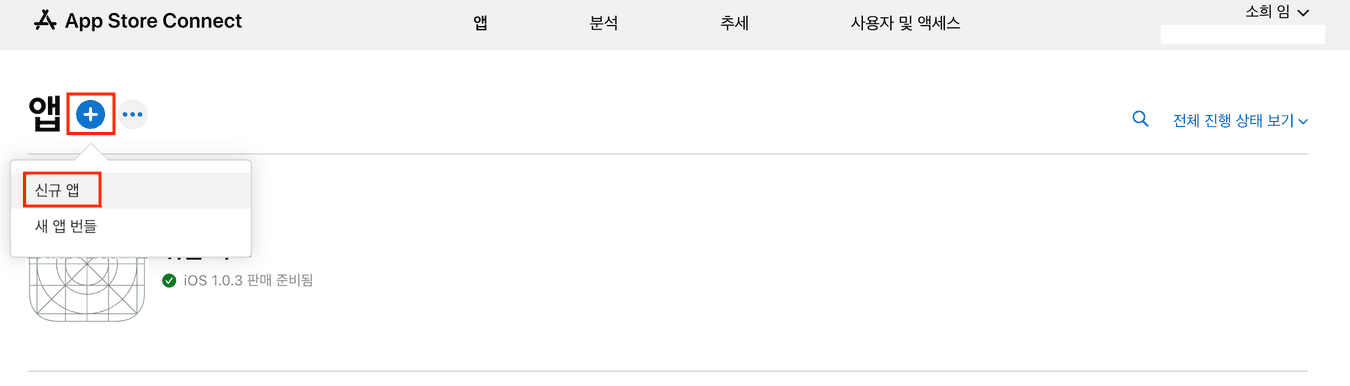 App Store Connect
앱
분석
추세
사용자 및 액세스
소희 임
앱
전체 진행 상태 보기
신규 앱
새 앱 번들
iOS 1.0.3 판매 준비됨